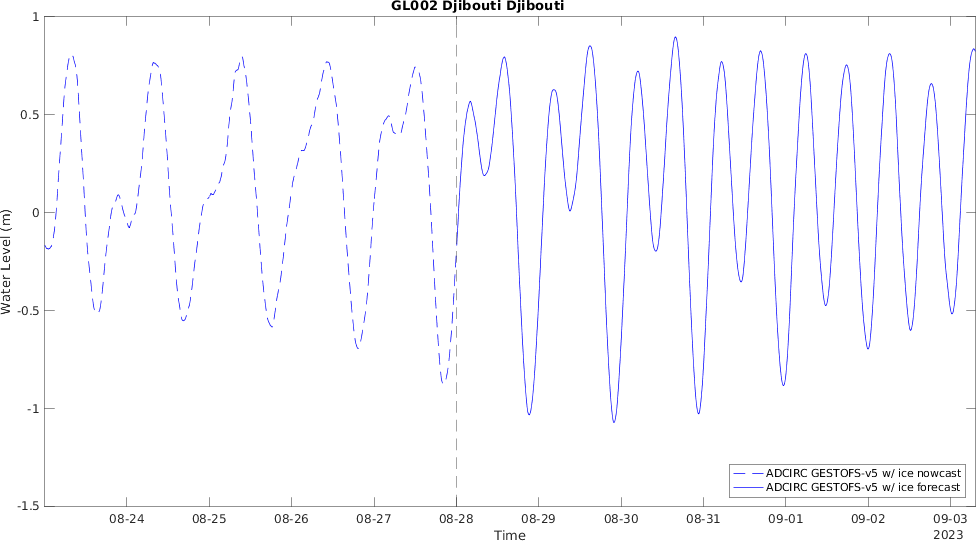 GL002 Djibouti Djibouti
1
0.5
0
-0.5
-1
-1.5
Water Level (m)
ADCIRC GESTOFS-v5 w/ ice nowcast
ADCIRC GESTOFS-v5 w/ ice forecast
08-24 08-25 08-26 08-27 08-28 08-29 08-30 08-31 09-01 09-02 09-03
Time
2023